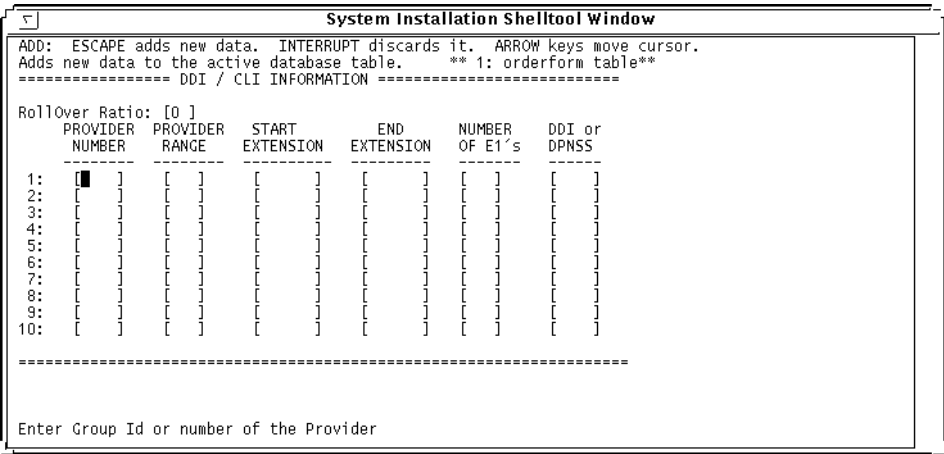 System Installation Shelltool Window
ADD:  ESCAPE adds new data.  INTERRUPT discards it.  ARROW keys move cursor.
Adds new data to the active database table.     ** 1: orderform table**
================= DDI / CLI INFORMATION ===========================
RollOver Ratio: [0 ]
PROVIDER  PROVIDER   START        END      NUMBER    DDI or
NUMBER    RANGE    EXTENSION  EXTENSION   OF E1´s   DPNSS
--------  --------  ----------  ---------  -------   ------
1:    [    ]    [   ]     [      ]    [      ]   [   ]     [    ]
2:    [    ]    [   ]     [      ]    [      ]   [   ]     [    ]
3:    [    ]    [   ]     [      ]    [      ]   [   ]     [    ]
4:    [    ]    [   ]     [      ]    [      ]   [   ]     [    ]
5:    [    ]    [   ]     [      ]    [      ]   [   ]     [    ]
6:    [    ]    [   ]     [      ]    [      ]   [   ]     [    ]
7:    [    ]    [   ]     [      ]    [      ]   [   ]     [    ]
8:    [    ]    [   ]     [      ]    [      ]   [   ]     [    ]
9:    [    ]    [   ]     [      ]    [      ]   [   ]     [    ]
10:   [    ]    [   ]     [      ]    [      ]   [   ]     [    ]
====================================================================
Enter Group Id or number of the Provider